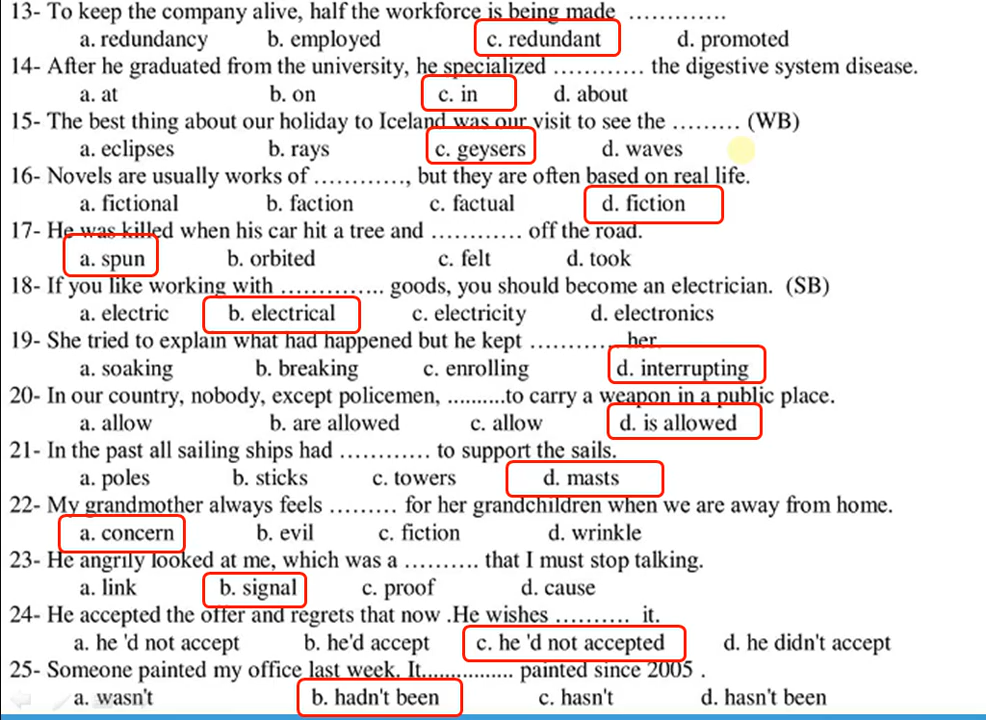 13- To keep the company alive, half the workforce is being made .............
a. redundancy b. employed c. redundant d. promoted
14- After he graduated from the university, he specialized ............ the digestive system disease.
a. at b. on c. in d. about
15- The best thing about our holiday to Iceland was our visit to see the ......... (WB)
a. eclipses b. rays c. geysers d. waves
16- Novels are usually works of ............, but they are often based on real life.
a. fictional b. faction c. factual d. fiction
17- He was killed when his car hit a tree and ............ off the road.
a. spun b. orbited c. felt d. took
18- If you like working with .............. goods, you should become an electrician. (SB)
a. electric b. electrical c. electricity d. electronics
19- She tried to explain what had happened but he kept ............ her.
a. soaking b. breaking c. enrolling d. interrupting
20- In our country, nobody, except policemen, ..........to carry a weapon in a public place.
a. allow b. are allowed c. allow d. is allowed
21- In the past all sailing ships had ............ to support the sails.
a. poles b. sticks c. towers d. masts
22- My grandmother always feels ......... for her grandchildren when we are away from home.
a. concern b. evil c. fiction d. wrinkle
23- He angrily looked at me, which was a .......... that I must stop talking.
a. link b. signal c. proof d. cause
24- He accepted the offer and regrets that now .He wishes .......... it.
a. he 'd not accept b. he'd accept c. he 'd not accepted d. he didn't accept
25- Someone painted my office last week. It............... painted since 2005 .
a. wasn't b. hadn't been c. hasn't d. hasn't been